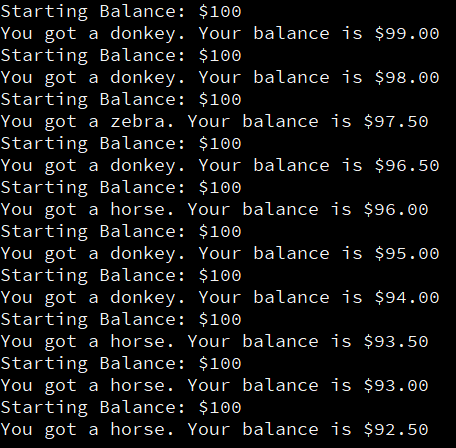 Starting Balance: $100
You got a donkey. Your balance is $99.00
Starting Balance: $100
You got a donkey. Your balance is $98.00
Starting Balance: $100
You got a zebra. Your balance is $97.50
Starting Balance: $100
You got a donkey. Your balance is $96.50
Starting Balance: $100
You got a horse. Your balance is $96.00
Starting Balance: $100
You got a donkey. Your balance is $95.00
Starting Balance: $100
You got a donkey. Your balance is $94.00
Starting Balance: $100
You got a horse. Your balance is $93.50
Starting Balance: $100
You got a horse. Your balance is $93.00
Starting Balance: $100
You got a horse. Your balance is $92.50